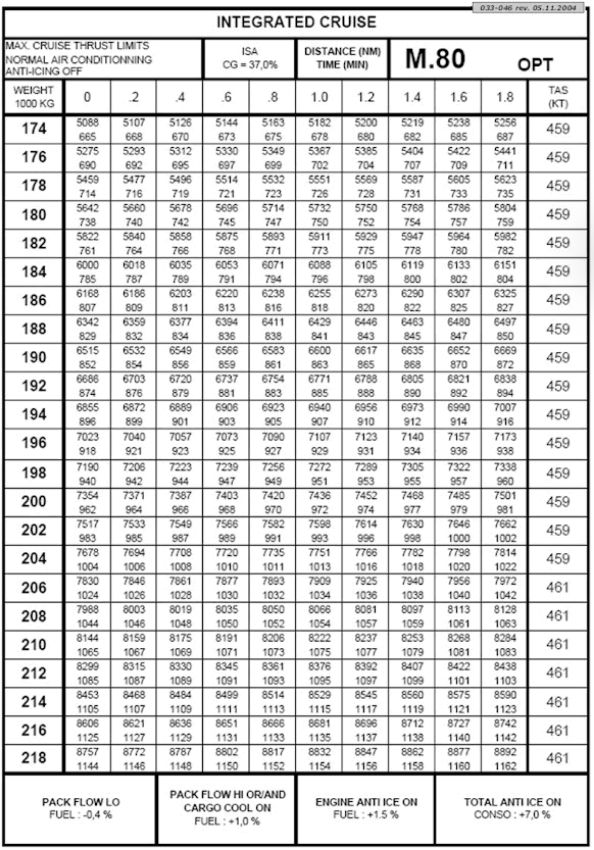 033-046 rev. 05.11.2004
INTEGRATED CRUISE
MAX. CRUISE THRUST LIMITS
NORMAL AIR CONDITIONNING
ANTI-ICING OFF
ISA
CG = 37,0%
DISTANCE (NM)
TIME (MIN)
M.80
OPT
WEIGHT 1000 KG 0 .2 .4 .6 .8 1.0 1.2 1.4 1.6 1.8 TAS (KT)
174 5088 5107 5126 5144 5163 5182 5200 5219 5238 5256 459
665 668 670 673 675 678 680 682 685 687
176 5275 5293 5312 5330 5349 5367 5385 5404 5422 5441 459
690 692 695 697 699 702 704 707 709 711
178 5459 5477 5496 5514 5532 5551 5569 5587 5605 5623 459
714 716 719 721 723 726 728 731 733 735
180 5642 5660 5678 5696 5714 5732 5750 5768 5786 5804 459
738 740 742 745 747 750 752 754 757 759
182 5822 5840 5858 5875 5893 5911 5929 5947 5964 5982 459
761 764 766 768 771 773 775 778 780 782
184 6000 6018 6035 6053 6071 6088 6105 6119 6133 6151 459
785 787 789 791 794 796 798 800 802 804
186 6168 6186 6203 6220 6238 6255 6273 6290 6307 6325 459
807 809 811 813 816 818 820 822 825 827
188 6342 6359 6377 6394 6411 6429 6446 6463 6480 6497 459
829 832 834 836 838 841 843 845 847 850
190 6515 6532 6549 6566 6583 6600 6617 6635 6652 6669 459
852 854 856 859 861 863 865 868 870 872
192 6686 6703 6720 6737 6754 6771 6788 6805 6821 6838 459
874 876 879 881 883 885 888 890 892 894
194 6855 6872 6889 6906 6923 6940 6956 6973 6990 7007 459
896 899 901 903 905 907 910 912 914 916
196 7023 7040 7057 7073 7090 7107 7123 7140 7157 7173 459
918 921 923 925 927 929 931 934 936 938
198 7190 7206 7223 7239 7256 7272 7289 7305 7322 7338 459
940 942 944 947 949 951 953 955 957 960
200 7354 7371 7387 7403 7420 7436 7452 7468 7485 7501 459
962 964 966 968 970 972 974 977 979 981
202 7517 7533 7549 7566 7582 7598 7614 7630 7646 7662 459
983 985 987 989 991 993 996 998 1000 1002
204 7678 7694 7708 7720 7735 7751 7766 7782 7798 7814 459
1004 1006 1008 1010 1011 1013 1016 1018 1020 1022
206 7830 7846 7861 7877 7893 7909 7925 7940 7956 7972 461
1024 1026 1028 1030 1032 1034 1036 1038 1040 1042
208 7988 8003 8019 8035 8050 8066 8081 8097 8113 8128 461
1044 1046 1048 1050 1052 1054 1057 1059 1061 1063
210 8144 8159 8175 8191 8206 8222 8237 8253 8268 8284 461
1065 1067 1069 1071 1073 1075 1077 1079 1081 1083
212 8299 8315 8330 8345 8361 8376 8392 8407 8422 8438 461
1085 1087 1089 1091 1093 1095 1097 1099 1101 1103
214 8453 8468 8484 8499 8514 8529 8545 8560 8575 8590 461
1105 1107 1109 1111 1113 1115 1117 1119 1121 1123
216 8606 8621 8636 8651 8666 8681 8696 8712 8727 8742 461
1125 1127 1129 1131 1133 1135 1137 1138 1140 1142
218 8757 8772 8787 8802 8817 8832 8847 8862 8877 8892 461
1144 1146 1148 1150 1152 1154 1156 1158 1160 1162
PACK FLOW LO
FUEL : -0,4 %
PACK FLOW HI OR/AND
CARGO COOL ON
FUEL : +1,0 %
ENGINE ANTI ICE ON
FUEL : +1.5 %
TOTAL ANTI ICE ON
CONSO : +7,0 %